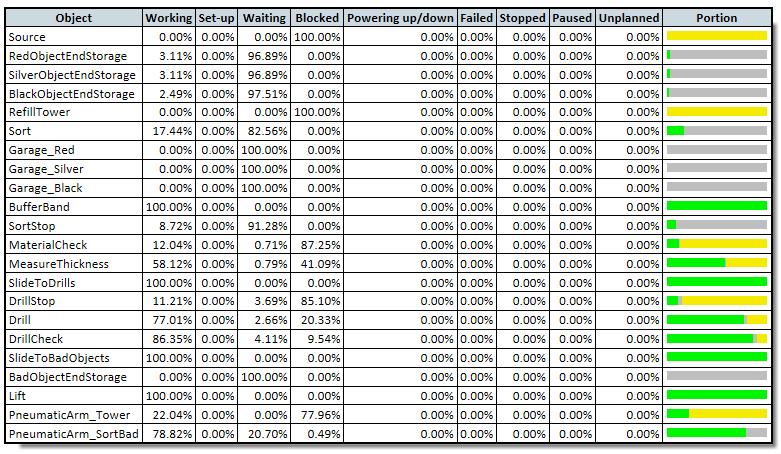 Object Working Set-up Waiting Blocked Powering up/down Failed Stopped Paused Unplanned Portion
Source 0.00% 0.00% 0.00% 100.00% 0.00% 0.00% 0.00% 0.00% 0.00%
RedObjectEndStorage 3.11% 0.00% 96.89% 0.00% 0.00% 0.00% 0.00% 0.00% 0.00%
SilverObjectEndStorage 3.11% 0.00% 96.89% 0.00% 0.00% 0.00% 0.00% 0.00% 0.00%
BlackObjectEndStorage 2.49% 0.00% 97.51% 0.00% 0.00% 0.00% 0.00% 0.00% 0.00%
RefillTower 0.00% 0.00% 0.00% 100.00% 0.00% 0.00% 0.00% 0.00% 0.00%
Sort 17.44% 0.00% 82.56% 0.00% 0.00% 0.00% 0.00% 0.00% 0.00%
Garage_Red 0.00% 0.00% 100.00% 0.00% 0.00% 0.00% 0.00% 0.00% 0.00%
Garage_Silver 0.00% 0.00% 100.00% 0.00% 0.00% 0.00% 0.00% 0.00% 0.00%
Garage_Black 0.00% 0.00% 100.00% 0.00% 0.00% 0.00% 0.00% 0.00% 0.00%
BufferBand 100.00% 0.00% 0.00% 0.00% 0.00% 0.00% 0.00% 0.00% 0.00%
SortStop 8.72% 0.00% 91.28% 0.00% 0.00% 0.00% 0.00% 0.00% 0.00%
MaterialCheck 12.04% 0.00% 0.71% 87.25% 0.00% 0.00% 0.00% 0.00% 0.00%
MeasureThickness 58.12% 0.00% 0.79% 41.09% 0.00% 0.00% 0.00% 0.00% 0.00%
SlideToDrills 100.00% 0.00% 0.00% 0.00% 0.00% 0.00% 0.00% 0.00% 0.00%
DrillStop 11.21% 0.00% 3.69% 85.10% 0.00% 0.00% 0.00% 0.00% 0.00%
Drill 77.01% 0.00% 2.66% 20.33% 0.00% 0.00% 0.00% 0.00% 0.00%
DrillCheck 86.35% 0.00% 4.11% 9.54% 0.00% 0.00% 0.00% 0.00% 0.00%
SlideToBadObjects 100.00% 0.00% 0.00% 0.00% 0.00% 0.00% 0.00% 0.00% 0.00%
BadObjectEndStorage 0.00% 0.00% 100.00% 0.00% 0.00% 0.00% 0.00% 0.00% 0.00%
Lift 100.00% 0.00% 0.00% 0.00% 0.00% 0.00% 0.00% 0.00% 0.00%
PneumaticArm_Tower 22.04% 0.00% 0.00% 77.96% 0.00% 0.00% 0.00% 0.00% 0.00%
PneumaticArm_SortBad 78.82% 0.00% 20.70% 0.49% 0.00% 0.00% 0.00% 0.00% 0.00%